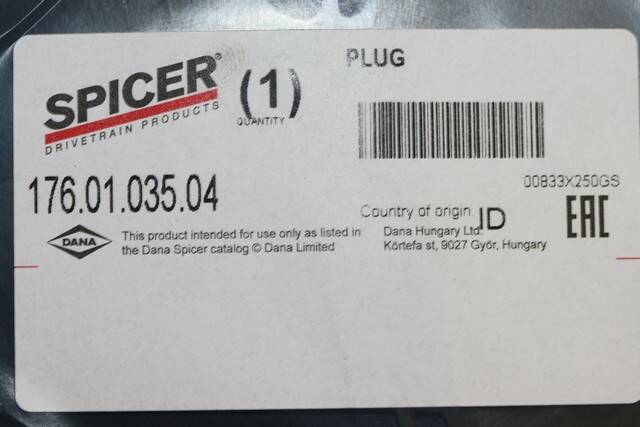 SPICER®
DRIVETRAIN PRODUCTS
(1)
QUANTITY
PLUG
00833X250GS
176.01.035.04
Country of origin ID
EAC
DANA
This product intended for use only as listed in
the Dana Spicer catalog © Dana Limited
Dana Hungary Ltd.
Körtefa st, 9027 Győr, Hungary